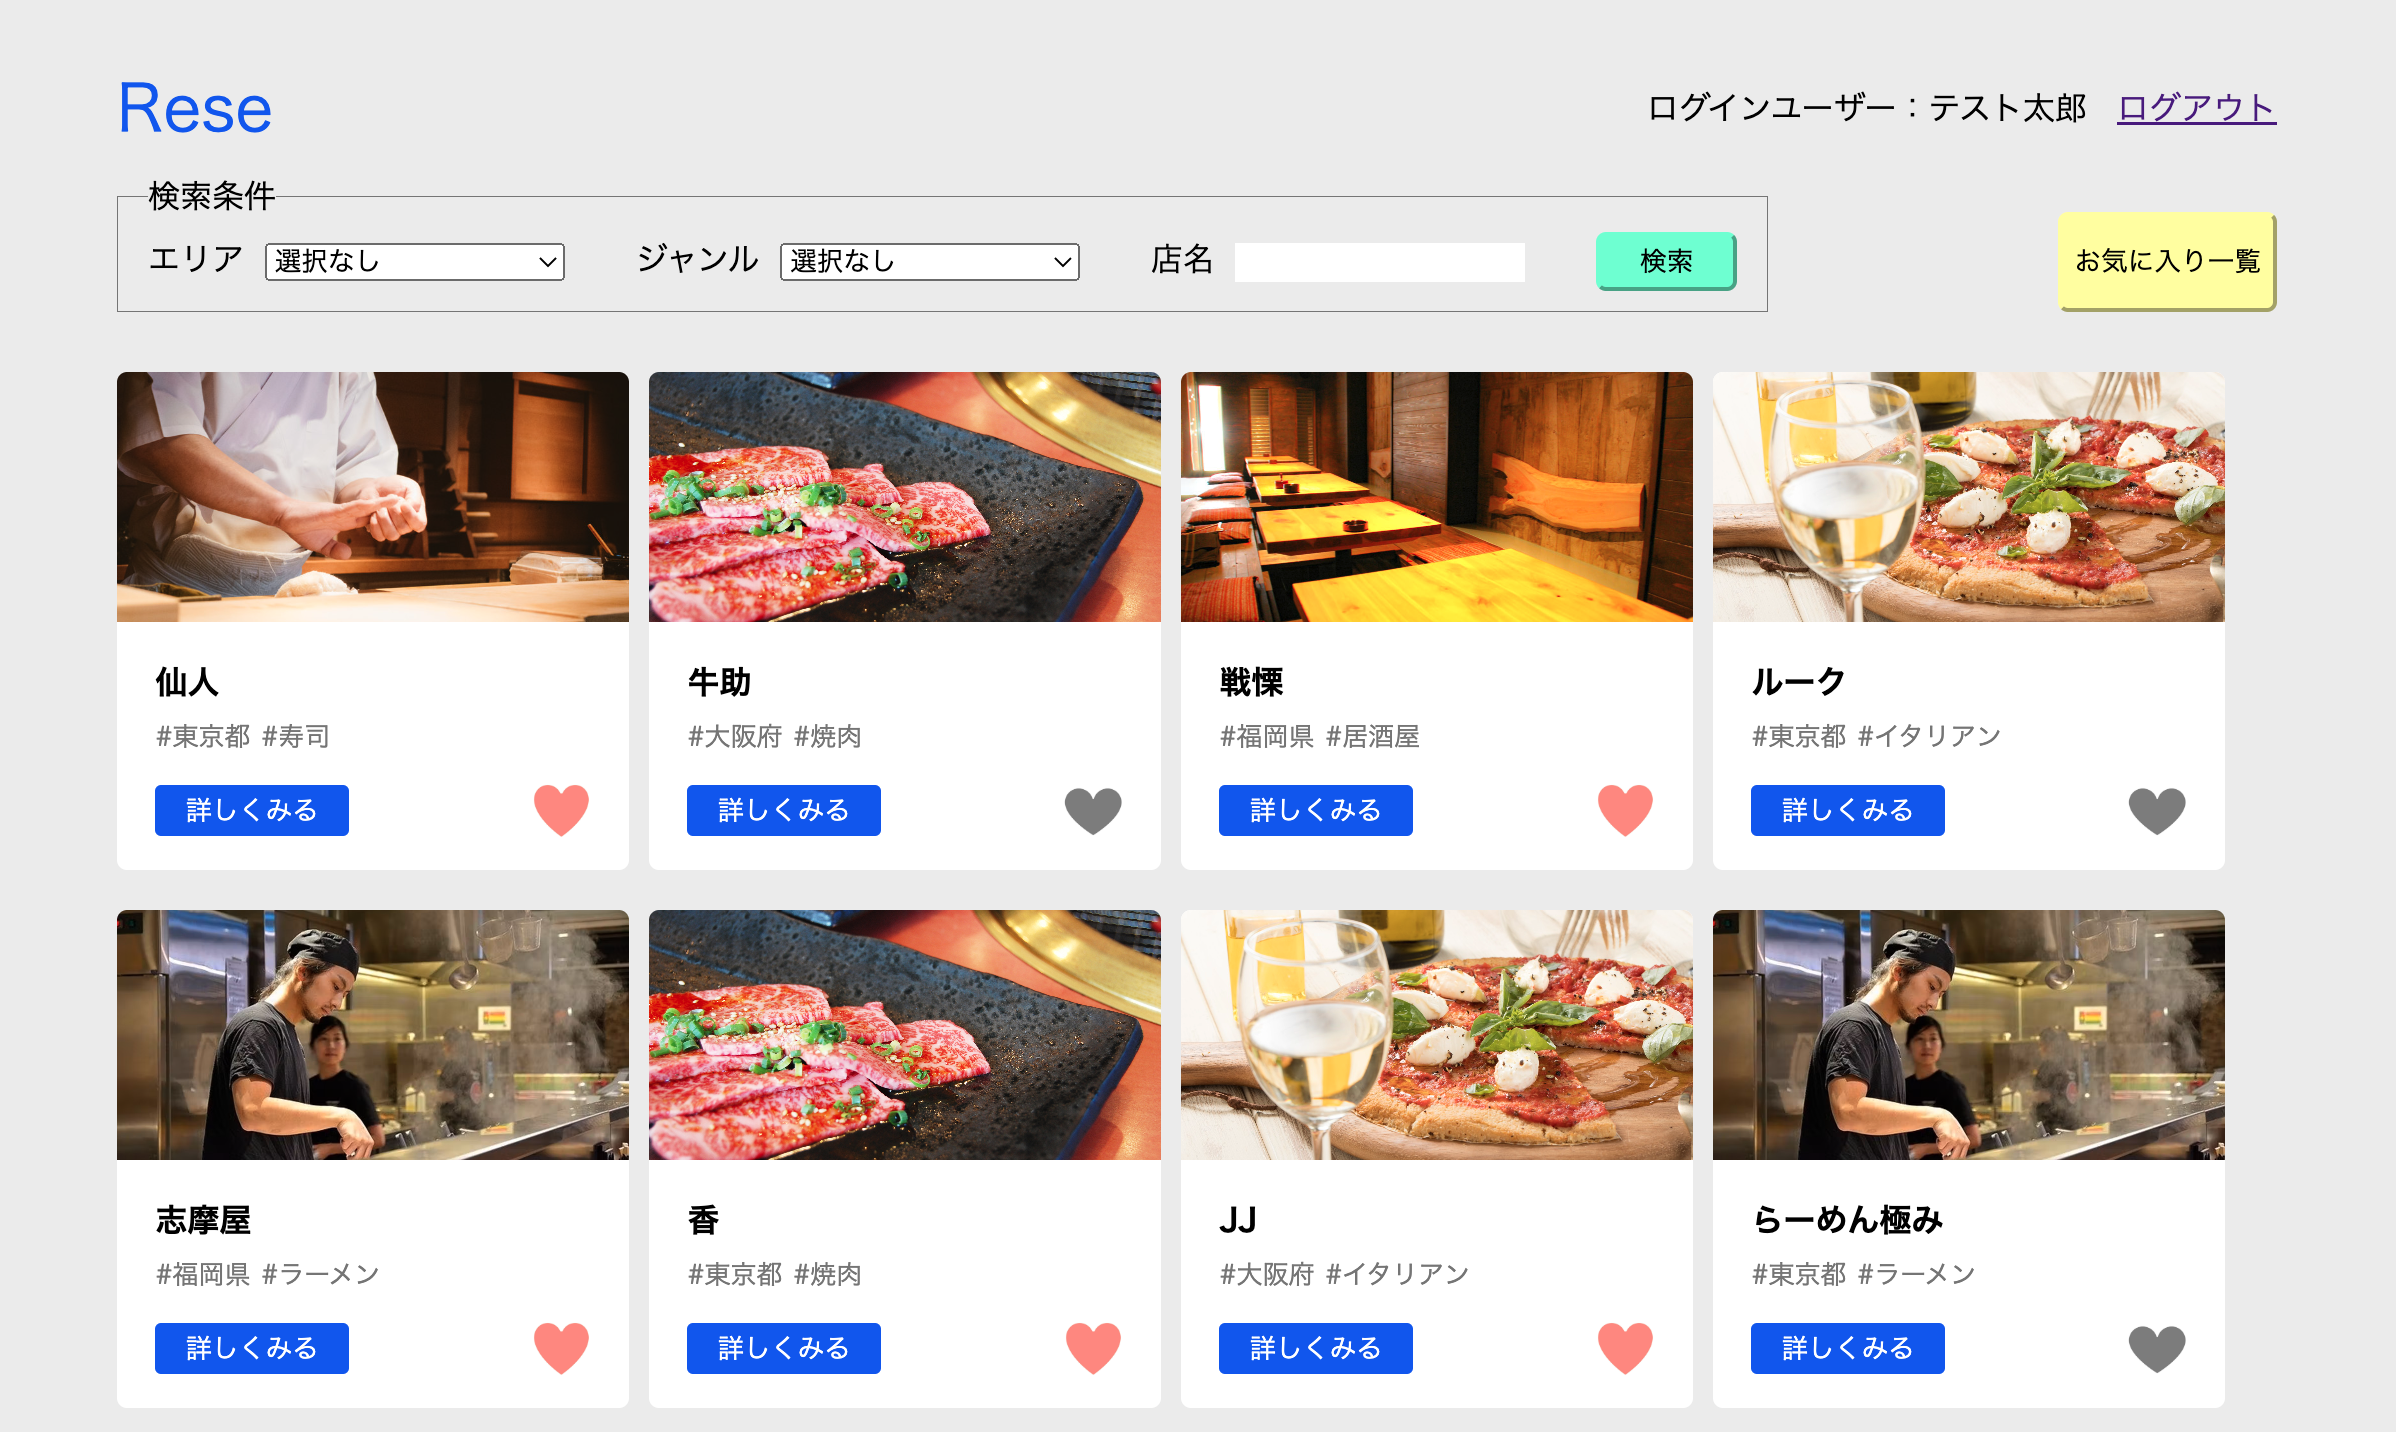 Rese
ログインユーザー：テスト太郎 ログアウト
検索条件
エリア 選択なし ジャンル 選択なし 店名 検索
お気に入り一覧
仙人
#東京都 #寿司
詳しくみる
牛助
#大阪府 #焼肉
詳しくみる
戦慄
#福岡県 #居酒屋
詳しくみる
ルーク
#東京都 #イタリアン
詳しくみる
志摩屋
#福岡県 #ラーメン
詳しくみる
香
#東京都 #焼肉
詳しくみる
JJ
#大阪府 #イタリアン
詳しくみる
らーめん極み
#東京都 #ラーメン
詳しくみる